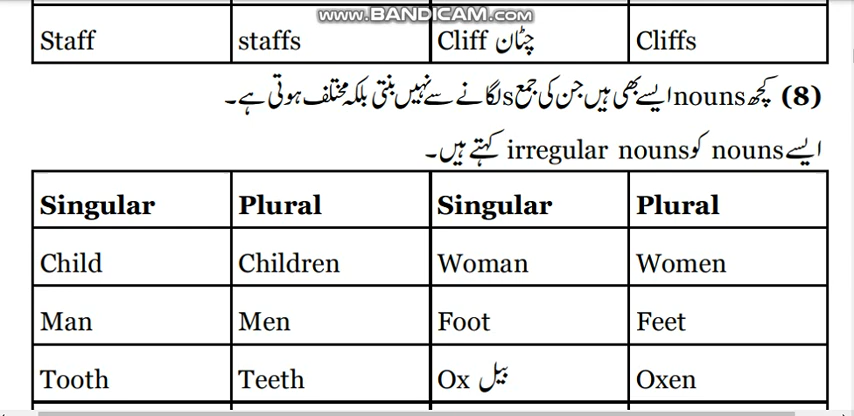 www.BANDICAM.com
Staff staffs Cliff چٹان Cliffs
(8) کچھ nouns ایسے بھی ہیں جن کی جمع s لگانے سے نہیں بنتی بلکہ مختلف ہوتی ہے۔
ایسے nouns کو irregular nouns کہتے ہیں۔
Singular Plural Singular Plural
Child Children Woman Women
Man Men Foot Feet
Tooth Teeth Ox بیل Oxen